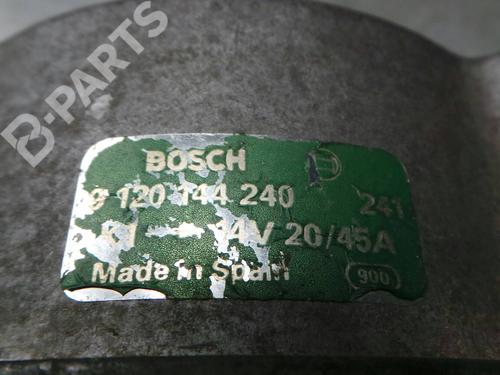 B-PARTS
BOSCH
120 144 240 241
14V 20/45A
Made in Spain 900